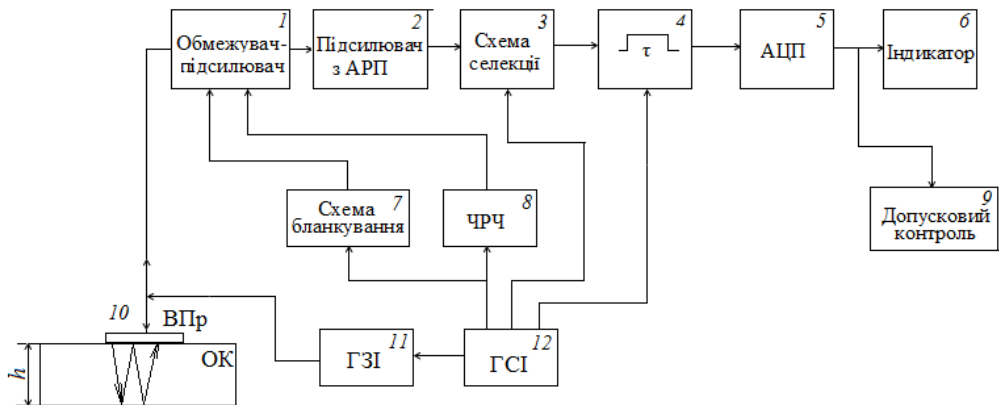 1
Обмежувач-
підсилювач
2
Підсилювач
з АРП
3
Схема
селекції
4
τ
5
АЦП
6
Індикатор
7
Схема
бланкування
8
ЧРЧ
9
Допусковий
контроль
10
ВПр
ОК
h
11
ГЗІ
12
ГСІ